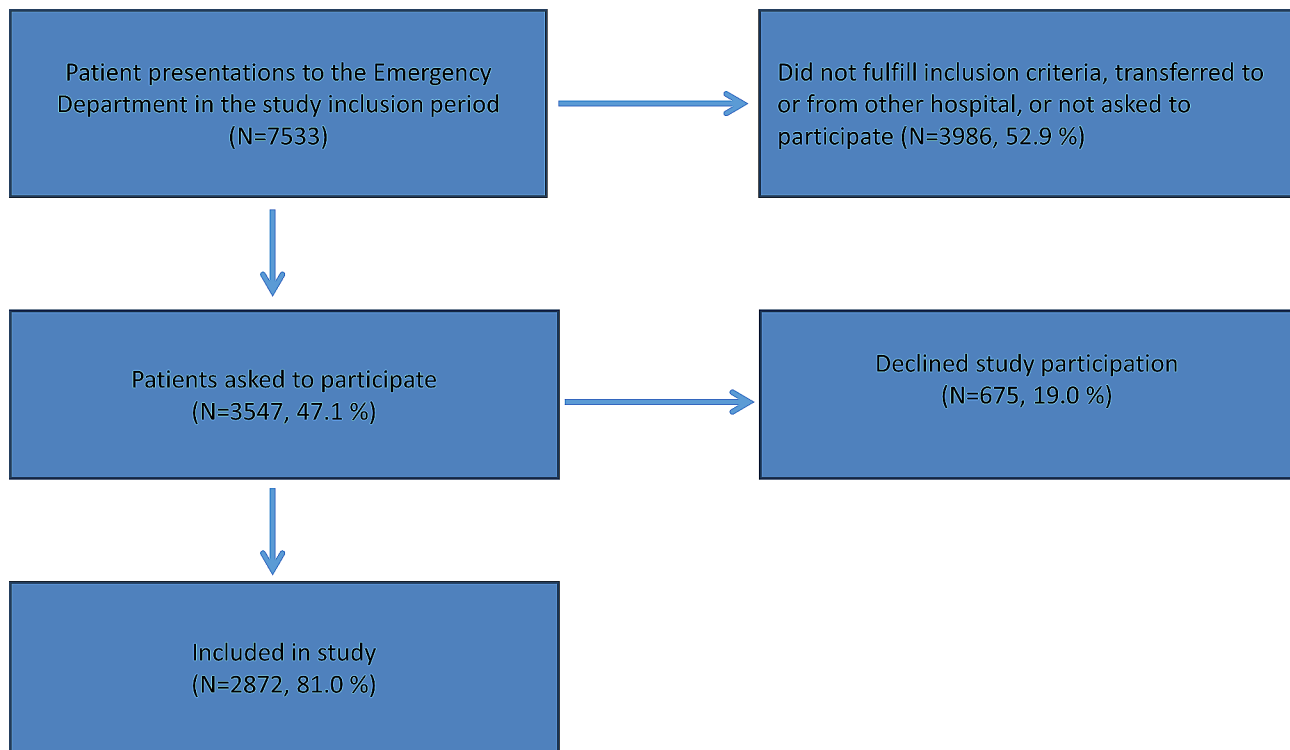 Patient presentations to the Emergency
Department in the study inclusion period
(N=7533)
Did not fulfill inclusion criteria, transferred to
or from other hospital, or not asked to
participate (N=3986, 52.9 %)
Patients asked to participate
(N=3547, 47.1 %)
Declined study participation
(N=675, 19.0 %)
Included in study
(N=2872, 81.0 %)